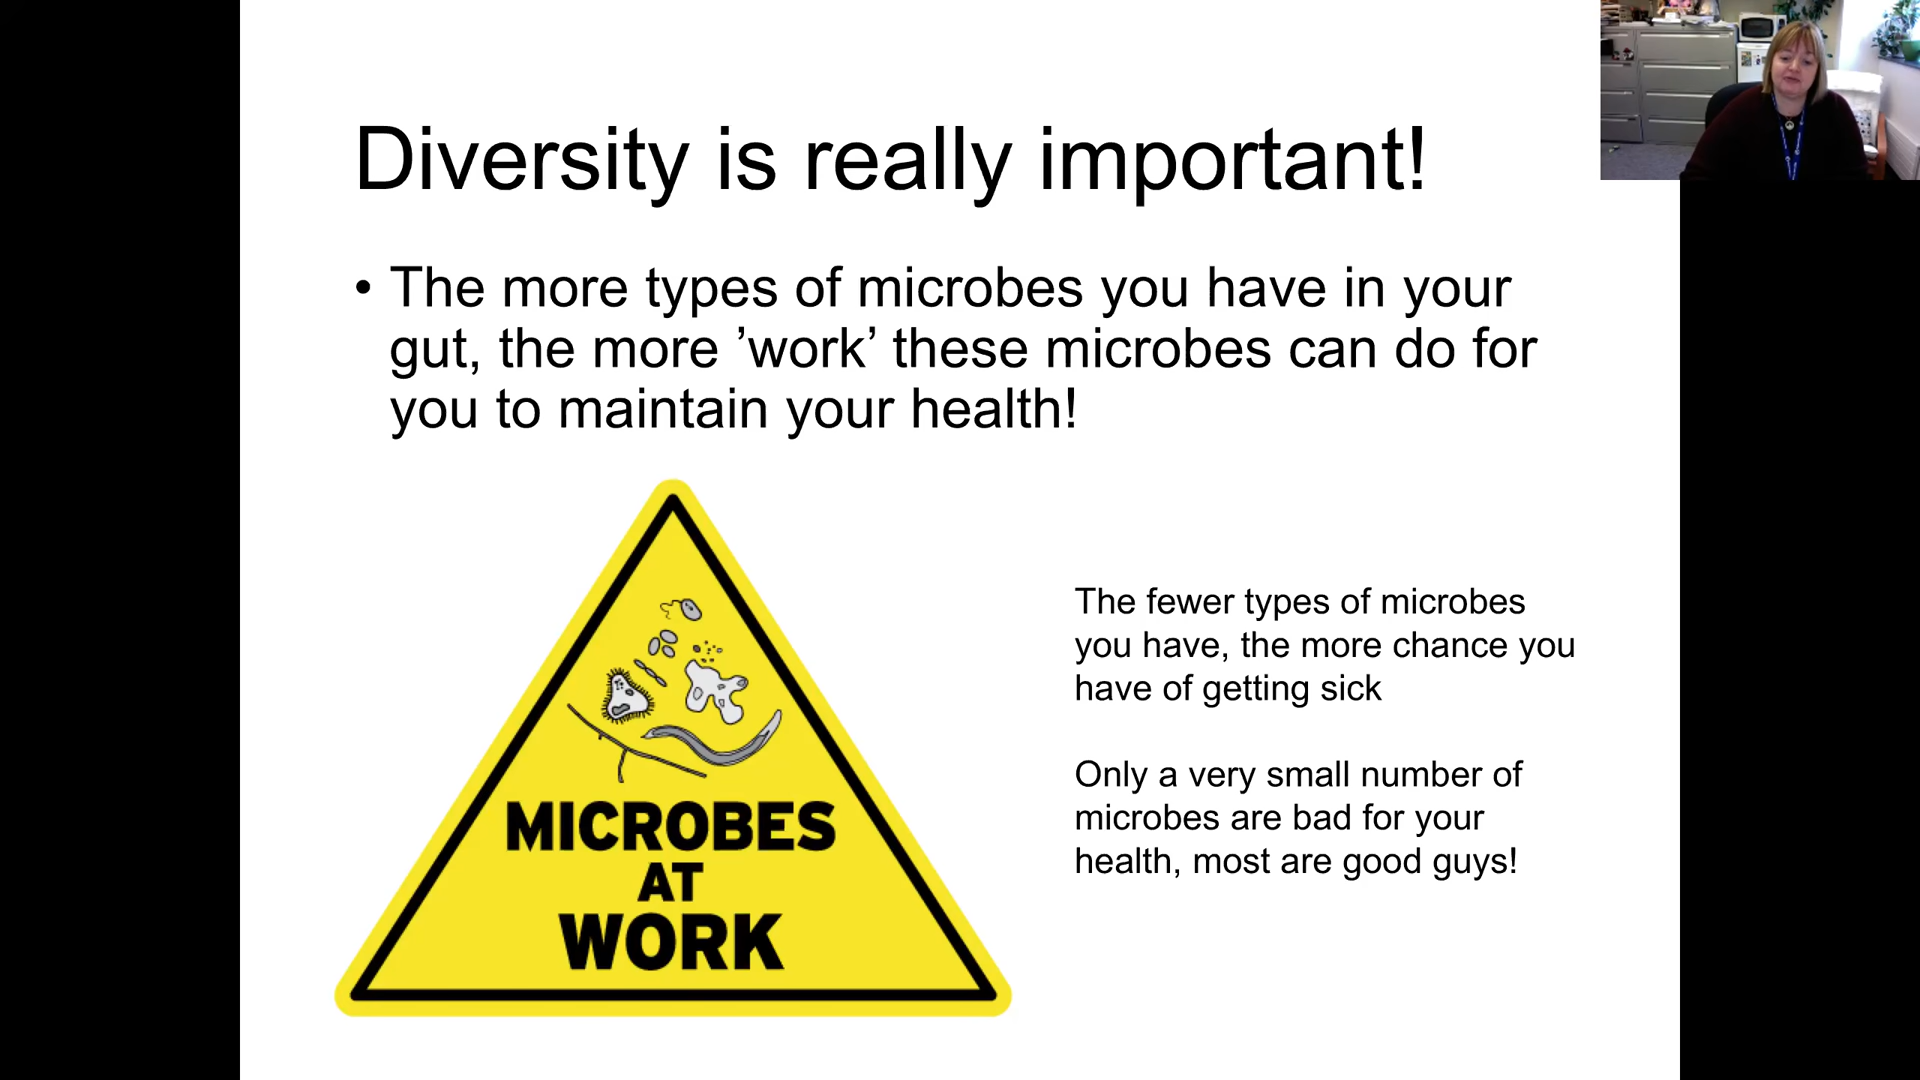 Diversity is really important!
• The more types of microbes you have in your
gut, the more ’work’ these microbes can do for
you to maintain your health!
The fewer types of microbes
you have, the more chance you
have of getting sick
Only a very small number of
microbes are bad for your
health, most are good guys!
MICROBES
AT
WORK